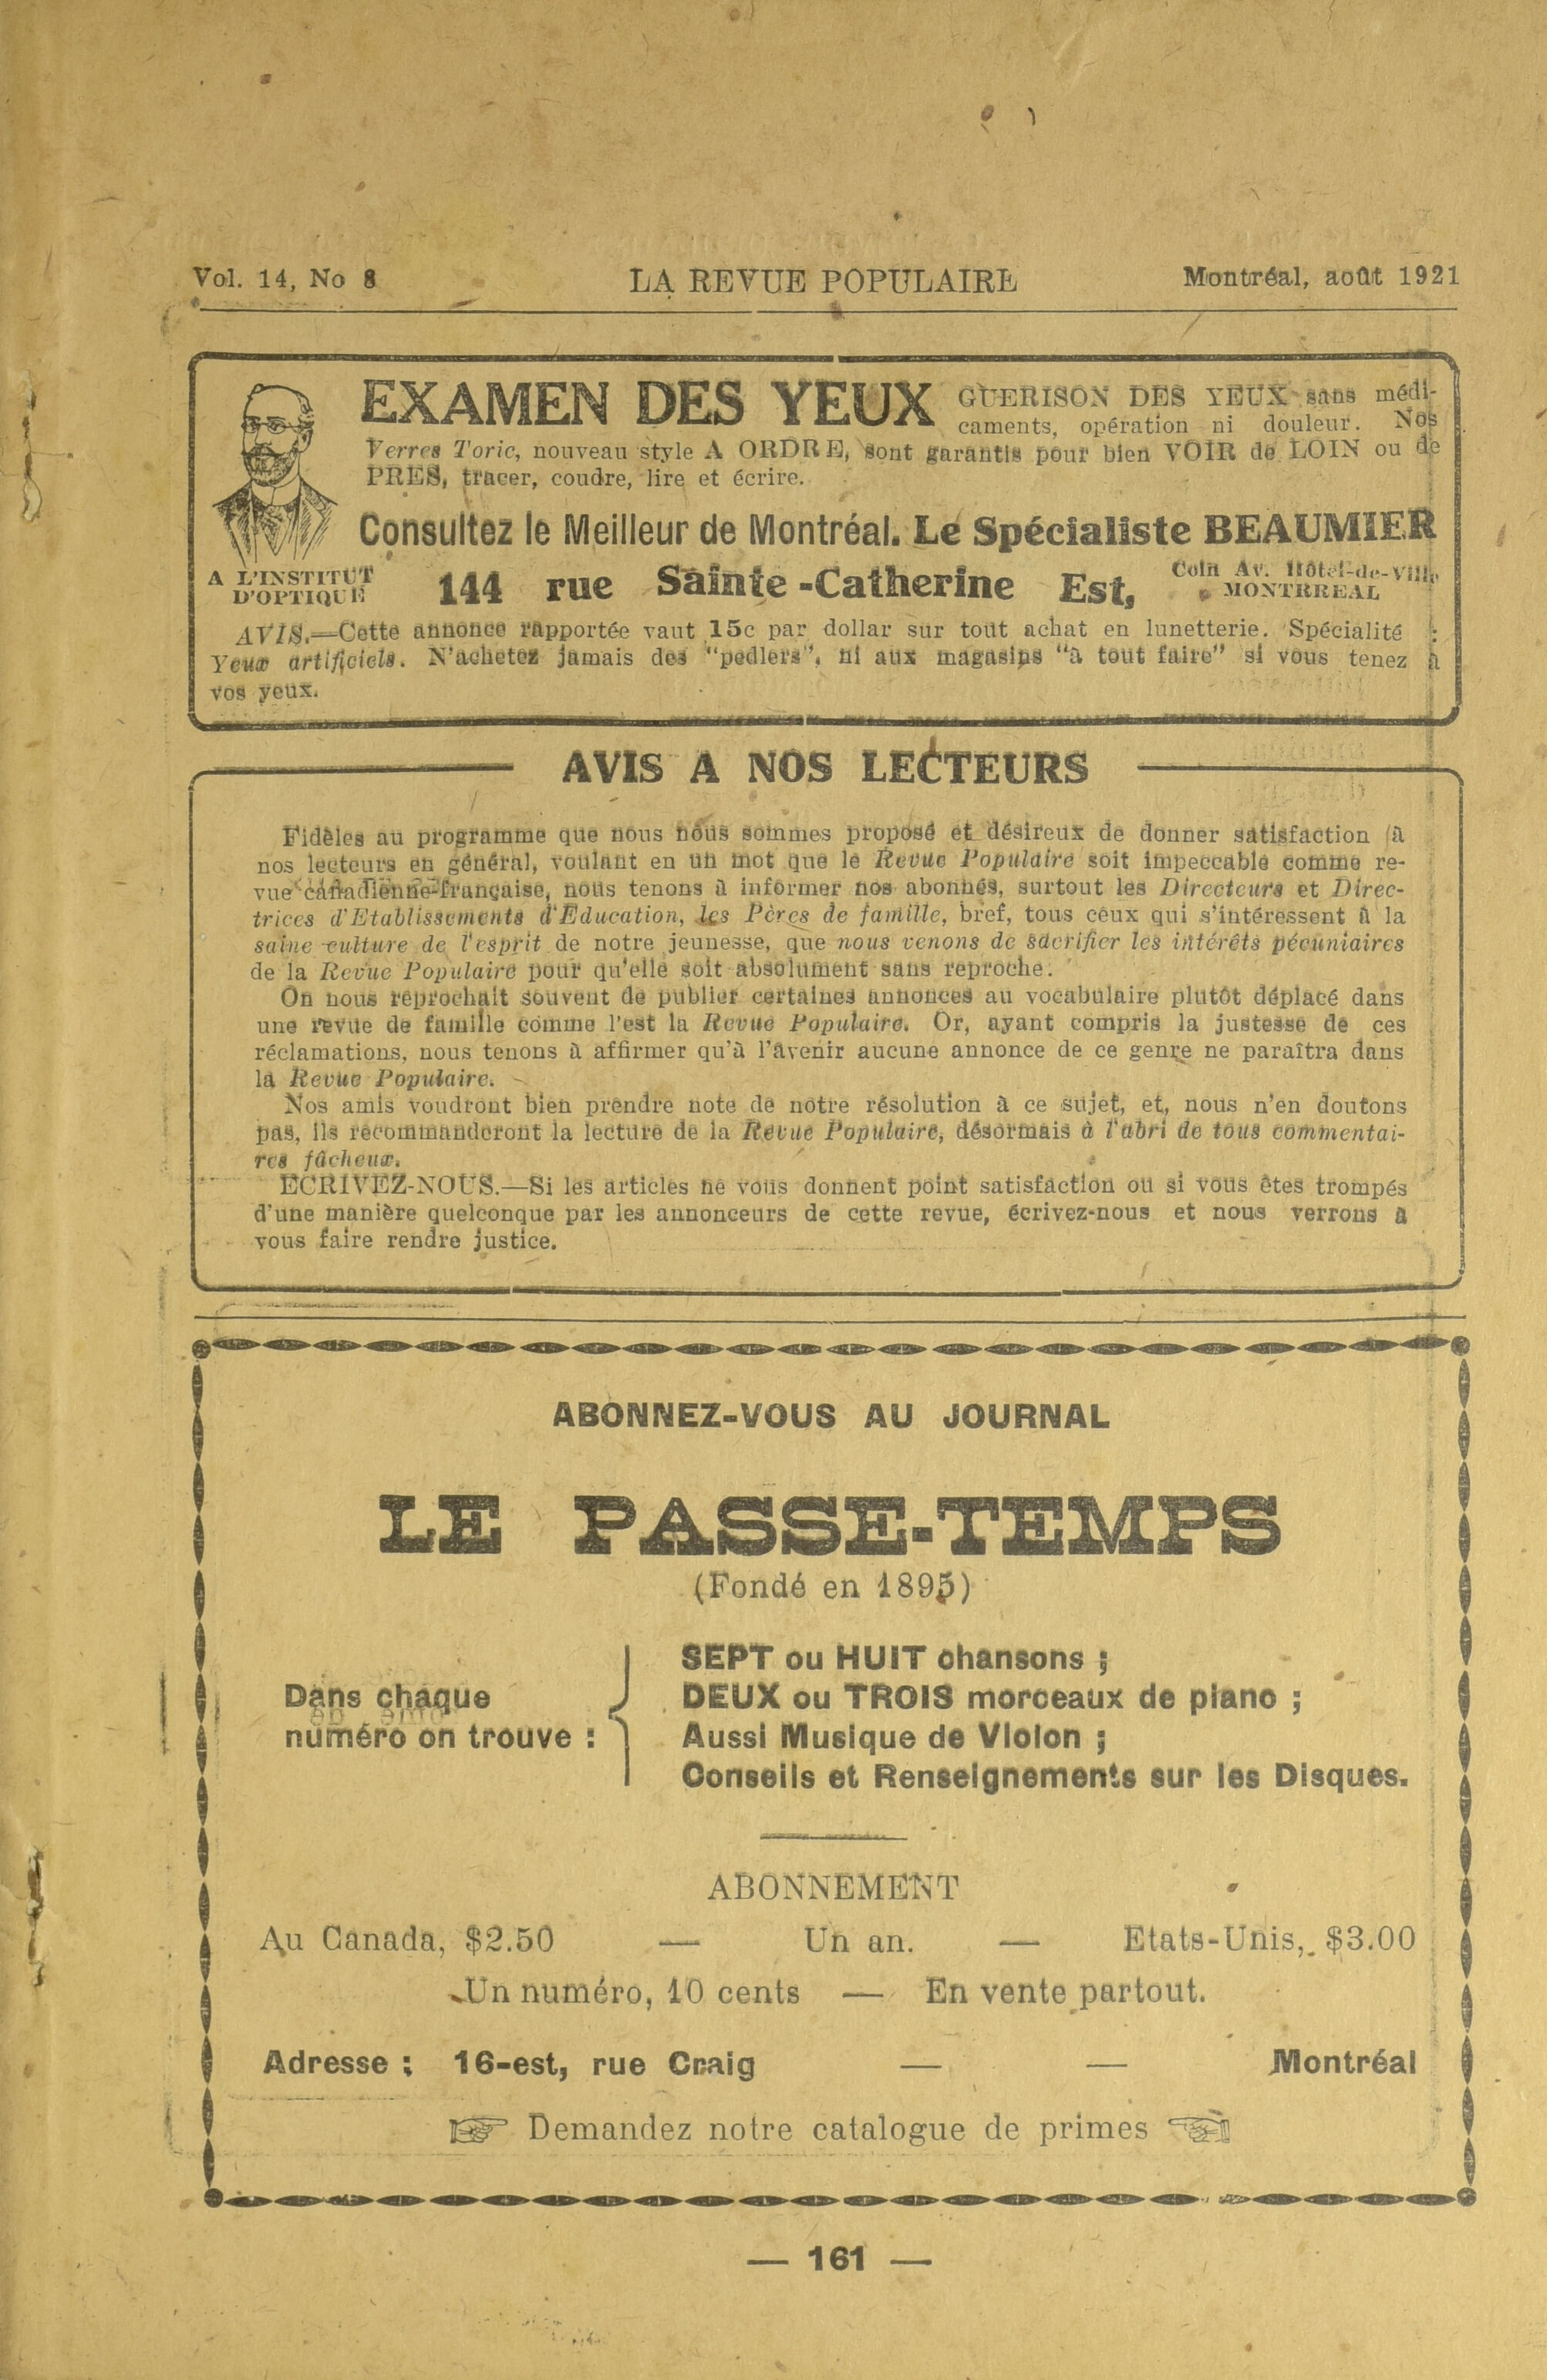 Vol. 14, No 8
LA REVUE POPULAIRE
Montréal, août 1921
EXAMEN DES YEUX
GUERISON DES YEUX sans médi-
caments, opération ni douleur. Nos
Verres Toric, nouveau style A ORDRE, sont garantis pour bien VOIR de LOIN ou de
PRES, tracer, coudre, lire et écrire.
Consultez le Meilleur de Montréal. Le Spécialiste BEAUMIER
A L'INSTITUT
D'OPTIQUE
144 rue Sainte-Catherine Est,
Coin Av. Hôtel-de-Ville
MONTRREAL
AVIS.—Cette annonce rapportée vaut 15c par dollar sur tout achat en lunetterie. Spécialité :
Yeux artificiels. N'achetez jamais des "pedlers", ni aux magasins "à tout faire" si vous tenez à
vos yeux.
AVIS A NOS LECTEURS
Fidèles au programme que nous nous sommes proposé et désireux de donner satisfaction à
nos lecteurs en général, voulant en un mot que le Revue Populaire soit impeccable comme re-
vue canadienne-française, nous tenons à informer nos abonnés, surtout les Directeurs et Direc-
trices d'Etablissements d'Education, les Pères de famille, bref, tous ceux qui s'intéressent à la
saine culture de l'esprit de notre jeunesse, que nous venons de sacrifier les intérêts pécuniaires
de la Revue Populaire pour qu'elle soit absolument sans reproche.
On nous reprochait souvent de publier certaines annonces au vocabulaire plutôt déplacé dans
une revue de famille comme l'est la Revue Populaire. Or, ayant compris la justesse de ces
réclamations, nous tenons à affirmer qu'à l'avenir aucune annonce de ce genre ne paraîtra dans
la Revue Populaire.
Nos amis voudront bien prendre note de notre résolution à ce sujet, et, nous n'en doutons
pas, ils recommanderont la lecture de la Revue Populaire, désormais à l'abri de tous commentai-
res fâcheux.
ECRIVEZ-NOUS.—Si les articles ne vous donnent point satisfaction ou si vous êtes trompés
d'une manière quelconque par les annonceurs de cette revue, écrivez-nous et nous verrons à
vous faire rendre justice.
ABONNEZ-VOUS AU JOURNAL
LE PASSE-TEMPS
(Fondé en 1895)
Dans chaque
numéro on trouve :
SEPT ou HUIT chansons ;
DEUX ou TROIS morceaux de piano ;
Aussi Musique de Violon ;
Conseils et Renseignements sur les Disques.
ABONNEMENT
Au Canada, $2.50 — Un an. — Etats-Unis, $3.00
Un numéro, 10 cents — En vente partout.
Adresse : 16-est, rue Craig — — Montréal
Demandez notre catalogue de primes
— 161 —